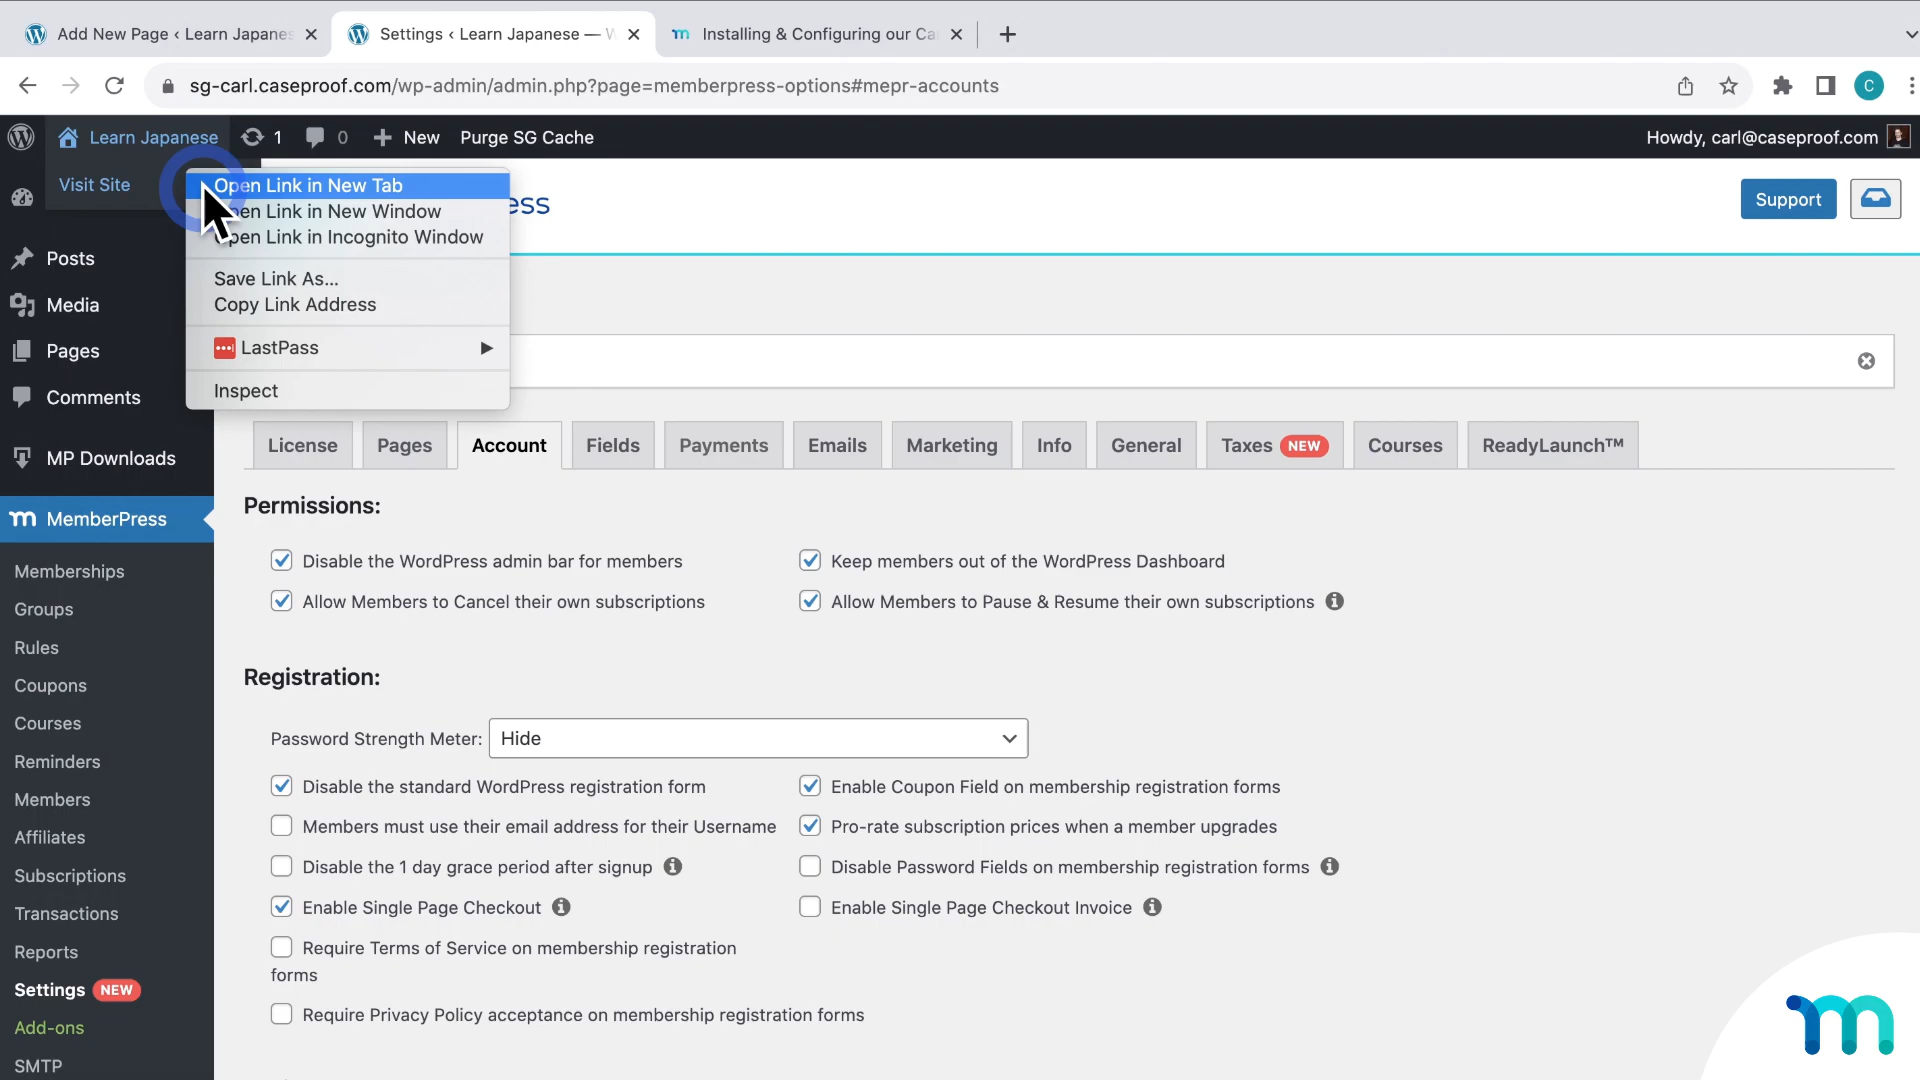 Add New Page ‹ Learn Japanes
Settings ‹ Learn Japanese —
Installing & Configuring our Ca
sg-carl.caseproof.com/wp-admin/admin.php?page=memberpress-options#mepr-accounts
C
Learn Japanese
1
0
New
Purge SG Cache
Howdy, carl@caseproof.com
Visit Site
Open Link in New Tab
Open Link in New Window
Open Link in Incognito Window
Save Link As...
Copy Link Address
LastPass
Inspect
ess
Support
Posts
Media
Pages
Comments
MP Downloads
MemberPress
Memberships
Groups
Rules
Coupons
Courses
Reminders
Members
Affiliates
Subscriptions
Transactions
Reports
Settings NEW
Add-ons
SMTP
License
Pages
Account
Fields
Payments
Emails
Marketing
Info
General
Taxes NEW
Courses
ReadyLaunch™
Permissions:
Disable the WordPress admin bar for members
Keep members out of the WordPress Dashboard
Allow Members to Cancel their own subscriptions
Allow Members to Pause & Resume their own subscriptions
Registration:
Password Strength Meter: Hide
Disable the standard WordPress registration form
Enable Coupon Field on membership registration forms
Members must use their email address for their Username
Pro-rate subscription prices when a member upgrades
Disable the 1 day grace period after signup
Disable Password Fields on membership registration forms
Enable Single Page Checkout
Enable Single Page Checkout Invoice
Require Terms of Service on membership registration
forms
Require Privacy Policy acceptance on membership registration forms